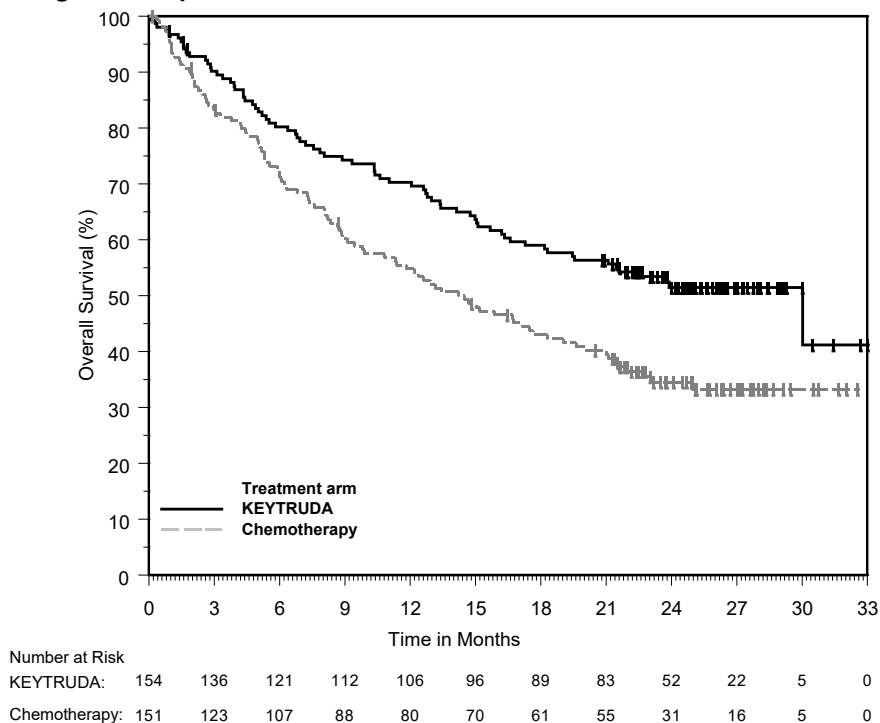 100
90
80
70
60
50
40
30
20
10
0
Overall Survival (%)
Treatment arm
KEYTRUDA
Chemotherapy
0 3 6 9 12 15 18 21 24 27 30 33
Time in Months
Number at Risk
KEYTRUDA: 154 136 121 112 106 96 89 83 52 22 5 0
Chemotherapy: 151 123 107 88 80 70 61 55 31 16 5 0